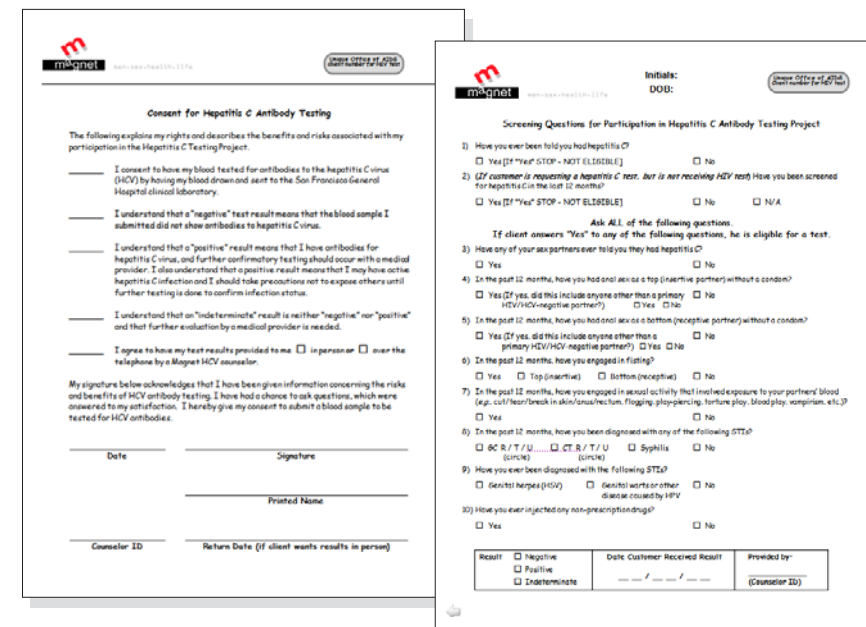 m
magnet
men-sex-health-life
Unique Office of AIDS
Client number for HIV test
Consent for Hepatitis C Antibody Testing
The following explains my rights and describes the benefits and risks associated with my
participation in the Hepatitis C Testing Project.
I consent to have my blood tested for antibodies to the hepatitis C virus
(HCV) by having my blood drawn and sent to the San Francisco General
Hospital clinical laboratory.
I understand that a "negative" test result means that the blood sample I
submitted did not show antibodies to hepatitis C virus.
I understand that a "positive" result means that I have antibodies for
hepatitis C virus, and further confirmatory testing should occur with a medical
provider. I also understand that a positive result means that I may have active
hepatitis C infection and I should take precautions not to expose others until
further testing is done to confirm infection status.
I understand that an "indeterminate" result is neither "negative" nor "positive"
and that further evaluation by a medical provider is needed.
I agree to have my test results provided to me ☐ in person or ☐ over the
telephone by a Magnet HCV counselor.
My signature below acknowledges that I have been given information concerning the risks
and benefits of HCV antibody testing. I have had a chance to ask questions, which were
answered to my satisfaction. I hereby give my consent to submit a blood sample to be
tested for HCV antibodies.
Date Signature
Printed Name
Counselor ID Return Date (if client wants results in person)
m
magnet
men-sex-health-life
Initials:
DOB:
Unique Office of AIDS
Client number for HIV test
Screening Questions for Participation in Hepatitis C Antibody Testing Project
1) Have you ever been told you had hepatitis C?
☐ Yes [If "Yes" STOP - NOT ELIGIBLE] ☐ No
2) (If customer is requesting a hepatitis C test, but is not receiving HIV test) Have you been screened
for hepatitis C in the last 12 months?
☐ Yes [If "Yes" STOP - NOT ELIGIBLE] ☐ No ☐ N/A
Ask ALL of the following questions.
If client answers "Yes" to any of the following questions, he is eligible for a test.
3) Have any of your sex partners ever told you they had hepatitis C?
☐ Yes ☐ No
4) In the past 12 months, have you had anal sex as a top (insertive partner) without a condom?
☐ Yes (If yes, did this include anyone other than a primary ☐ No
HIV/HCV-negative partner?) ☐ Yes ☐ No
5) In the past 12 months, have you had anal sex as a bottom (receptive partner) without a condom?
☐ Yes (If yes, did this include anyone other than a ☐ No
primary HIV/HCV-negative partner?) ☐ Yes ☐ No
6) In the past 12 months, have you engaged in fisting?
☐ Yes ☐ Top (insertive) ☐ Bottom (receptive) ☐ No
7) In the past 12 months, have you engaged in sexual activity that involved exposure to your partners' blood
(e.g., cut/tear/break in skin/anus/rectum, flogging, play-piercing, torture play, blood play, vampirism, etc.)?
☐ Yes ☐ No
8) In the past 12 months, have you been diagnosed with any of the following STIs?
☐ GC R / T / U ☐ CT R / T / U ☐ Syphilis ☐ No
(circle) (circle)
9) Have you ever been diagnosed with the following STIs?
☐ Genital herpes (HSV) ☐ Genital warts or other ☐ No
disease caused by HPV
10) Have you ever injected any non-prescription drugs?
☐ Yes ☐ No
Result ☐ Negative Date Customer Received Result Provided by-
☐ Positive
☐ Indeterminate __ __ / __ __ / __ __ (Counselor ID)